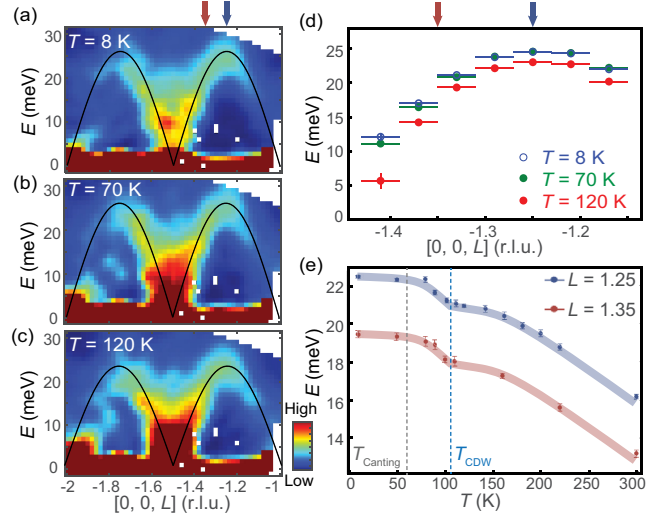 (a)
T = 8 K
30
20
10
0
E (meV)
(b)
T = 70 K
30
20
10
0
E (meV)
(c)
T = 120 K
30
20
10
0
E (meV)
High
Low
-2 -1.8 -1.6 -1.4 -1.2 -1
[0, 0, L] (r.l.u.)
(d)
25
20
15
10
5
0
E (meV)
T = 8 K
T = 70 K
T = 120 K
-1.4 -1.3 -1.2
[0, 0, L] (r.l.u.)
(e)
22
20
18
16
14
12
E (meV)
L = 1.25
L = 1.35
TCanting
TCDW
0 50 100 150 200 250 300
T (K)